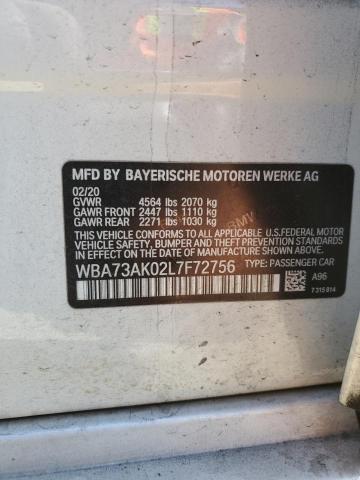 MFD BY BAYERISCHE MOTOREN WERKE AG
02/20
GVWR 4564 lbs 2070 kg
GAWR FRONT 2447 lbs 1110 kg
GAWR REAR 2271 lbs 1030 kg
THIS VEHICLE CONFORMS TO ALL APPLICABLE U.S. FEDERAL MOTOR
VEHICLE SAFETY, BUMPER, AND THEFT PREVENTION STANDARDS
IN EFFECT ON THE DATE OF MANUFACTURE SHOWN ABOVE.
WBA73AK02L7F72756 TYPE: PASSENGER CAR
A96
7 315 814